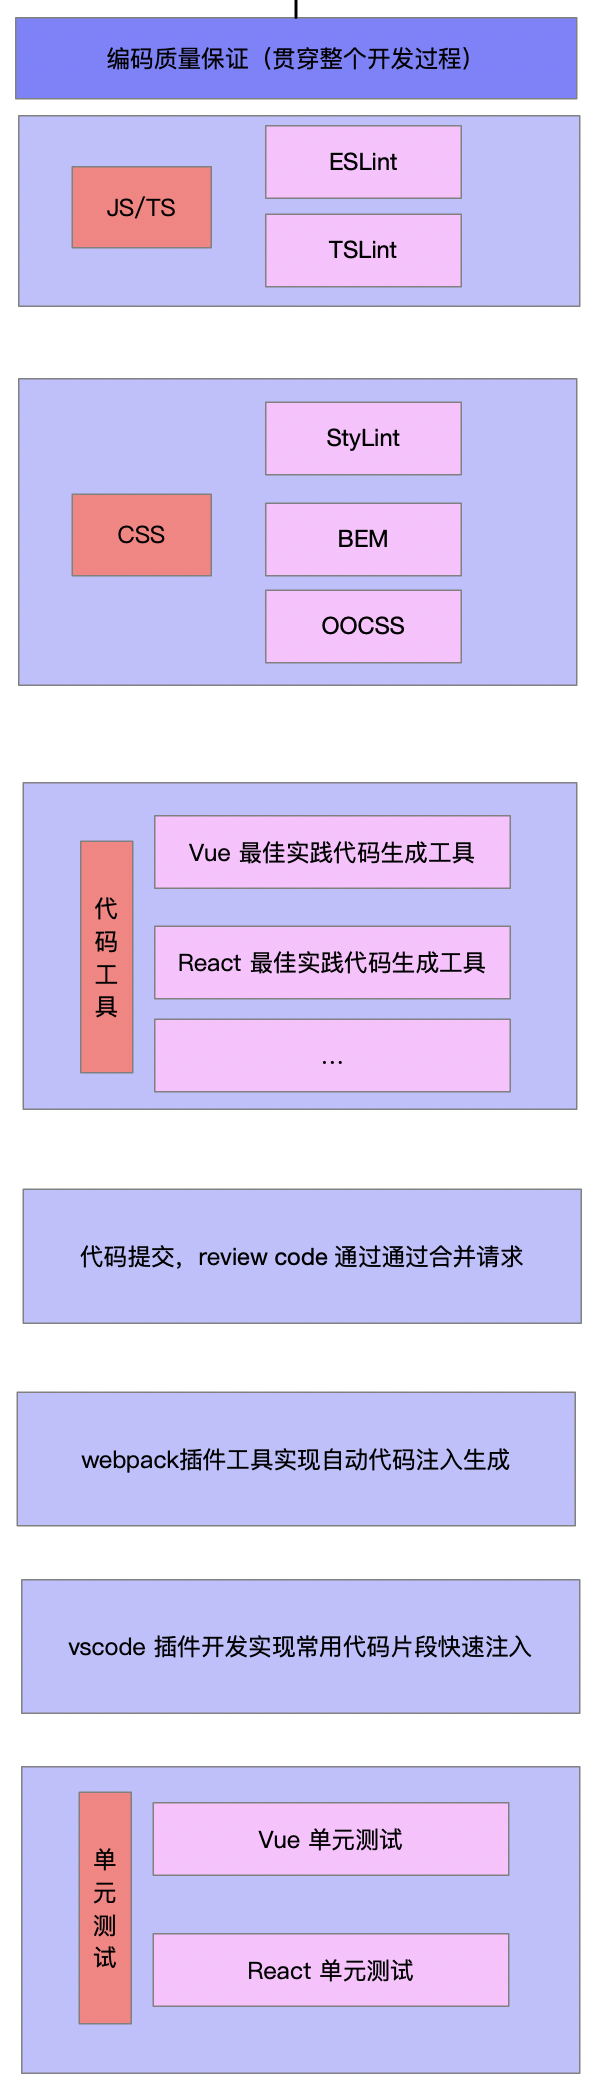 编码质量保证（贯穿整个开发过程）
JS/TS
ESLint
TSLint
CSS
StyLint
BEM
OOCSS
代码工具
Vue 最佳实践代码生成工具
React 最佳实践代码生成工具
...
代码提交，review code 通过通过合并请求
webpack插件工具实现自动代码注入生成
vscode 插件开发实现常用代码片段快速注入
单元测试
Vue 单元测试
React 单元测试